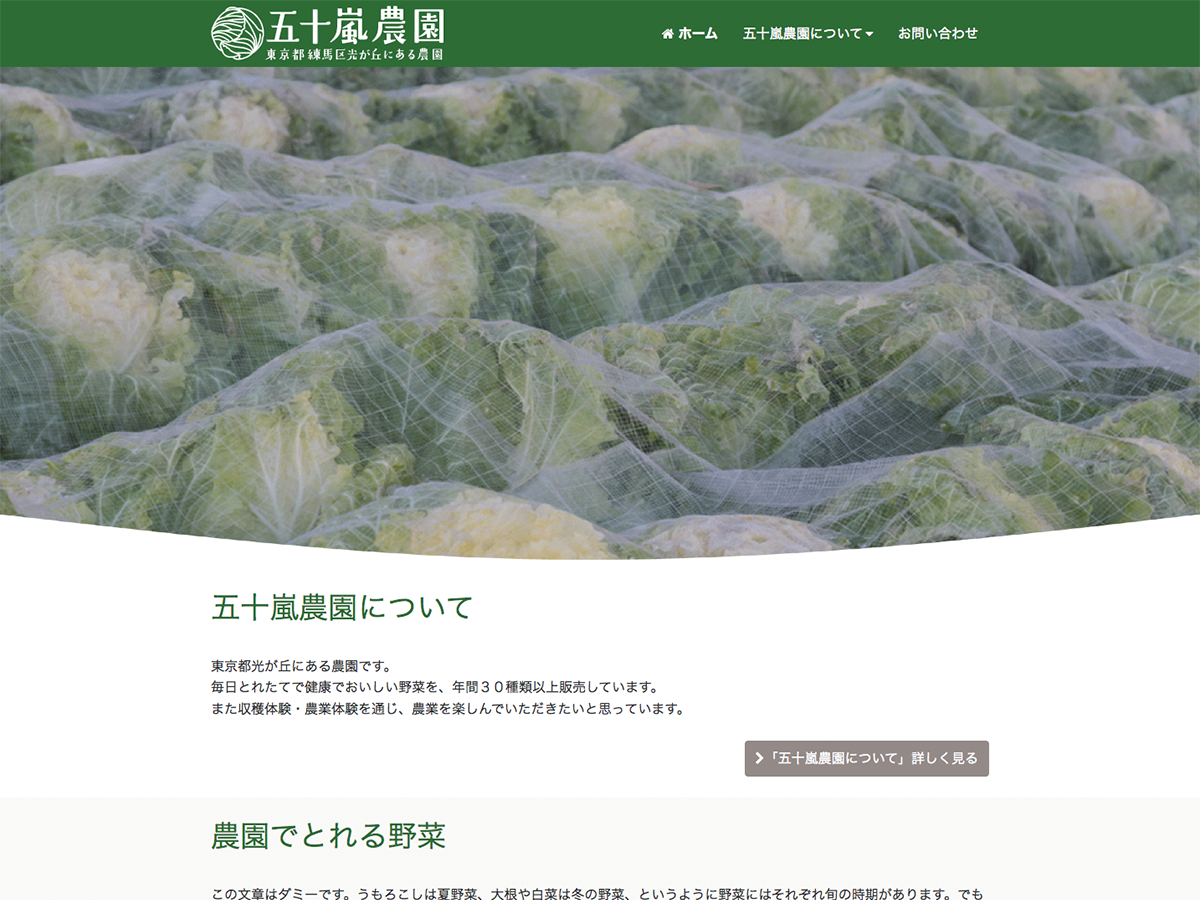 五十嵐農園
東京都練馬区光が丘にある農園
ホーム
五十嵐農園について
お問い合わせ
五十嵐農園について
東京都光が丘にある農園です。
毎日とれたてで健康でおいしい野菜を、年間３０種類以上販売しています。
また収穫体験・農業体験を通じ、農業を楽しんでいただきたいと思っています。
「五十嵐農園について」詳しく見る
農園でとれる野菜
この文章はダミーです。うもろこしは夏野菜、大根や白菜は冬の野菜、というように野菜にはそれぞれ旬の時期があります。でも